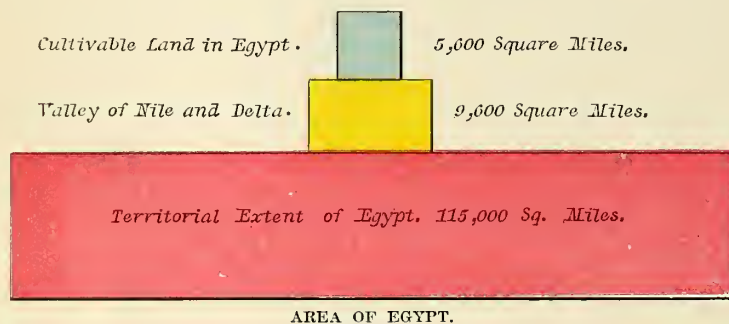 Cultivable Land in Egypt. 5,600 Square Miles.
Valley of Nile and Delta. 9,600 Square Miles.
Territorial Extent of Egypt. 115,000 Sq. Miles.
AREA OF EGYPT.